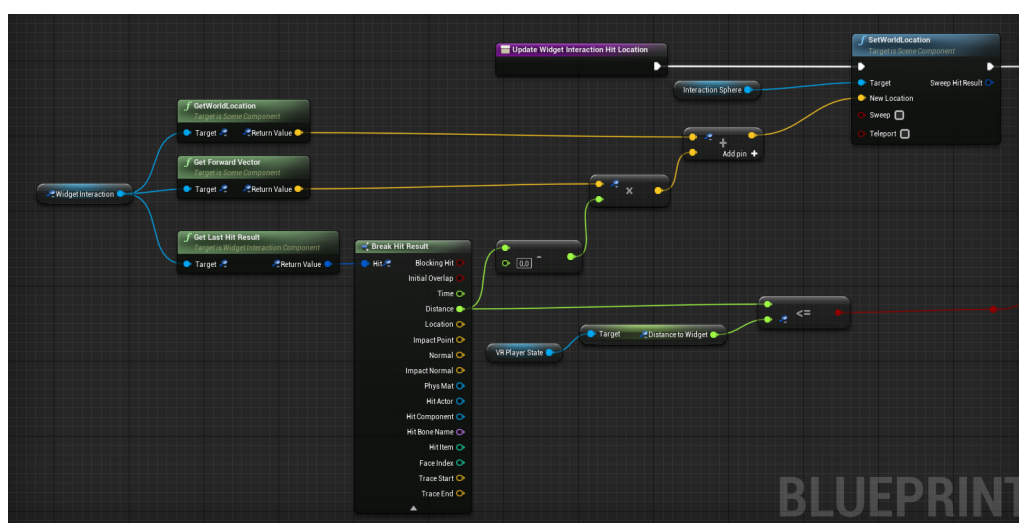 Update Widget Interaction Hit Location
SetWorldLocation
Target is Scene Component
Target
Sweep Hit Result
New Location
Sweep
Teleport
Interaction Sphere
GetWorldLocation
Target is Scene Component
Target
Return Value
+
Add pin +
Get Forward Vector
Target is Scene Component
Target
Return Value
Widget Interaction
x
Get Last Hit Result
Target is Widget Interaction Component
Target
Return Value
Break Hit Result
Hit
Blocking Hit
Initial Overlap
Time
Distance
Location
Impact Point
Normal
Impact Normal
Phys Mat
Hit Actor
Hit Component
Hit Bone Name
Hit Item
Face Index
Trace Start
Trace End
0,0
-
<=
Target
Distance to Widget
VR Player State
BLUEPRINT